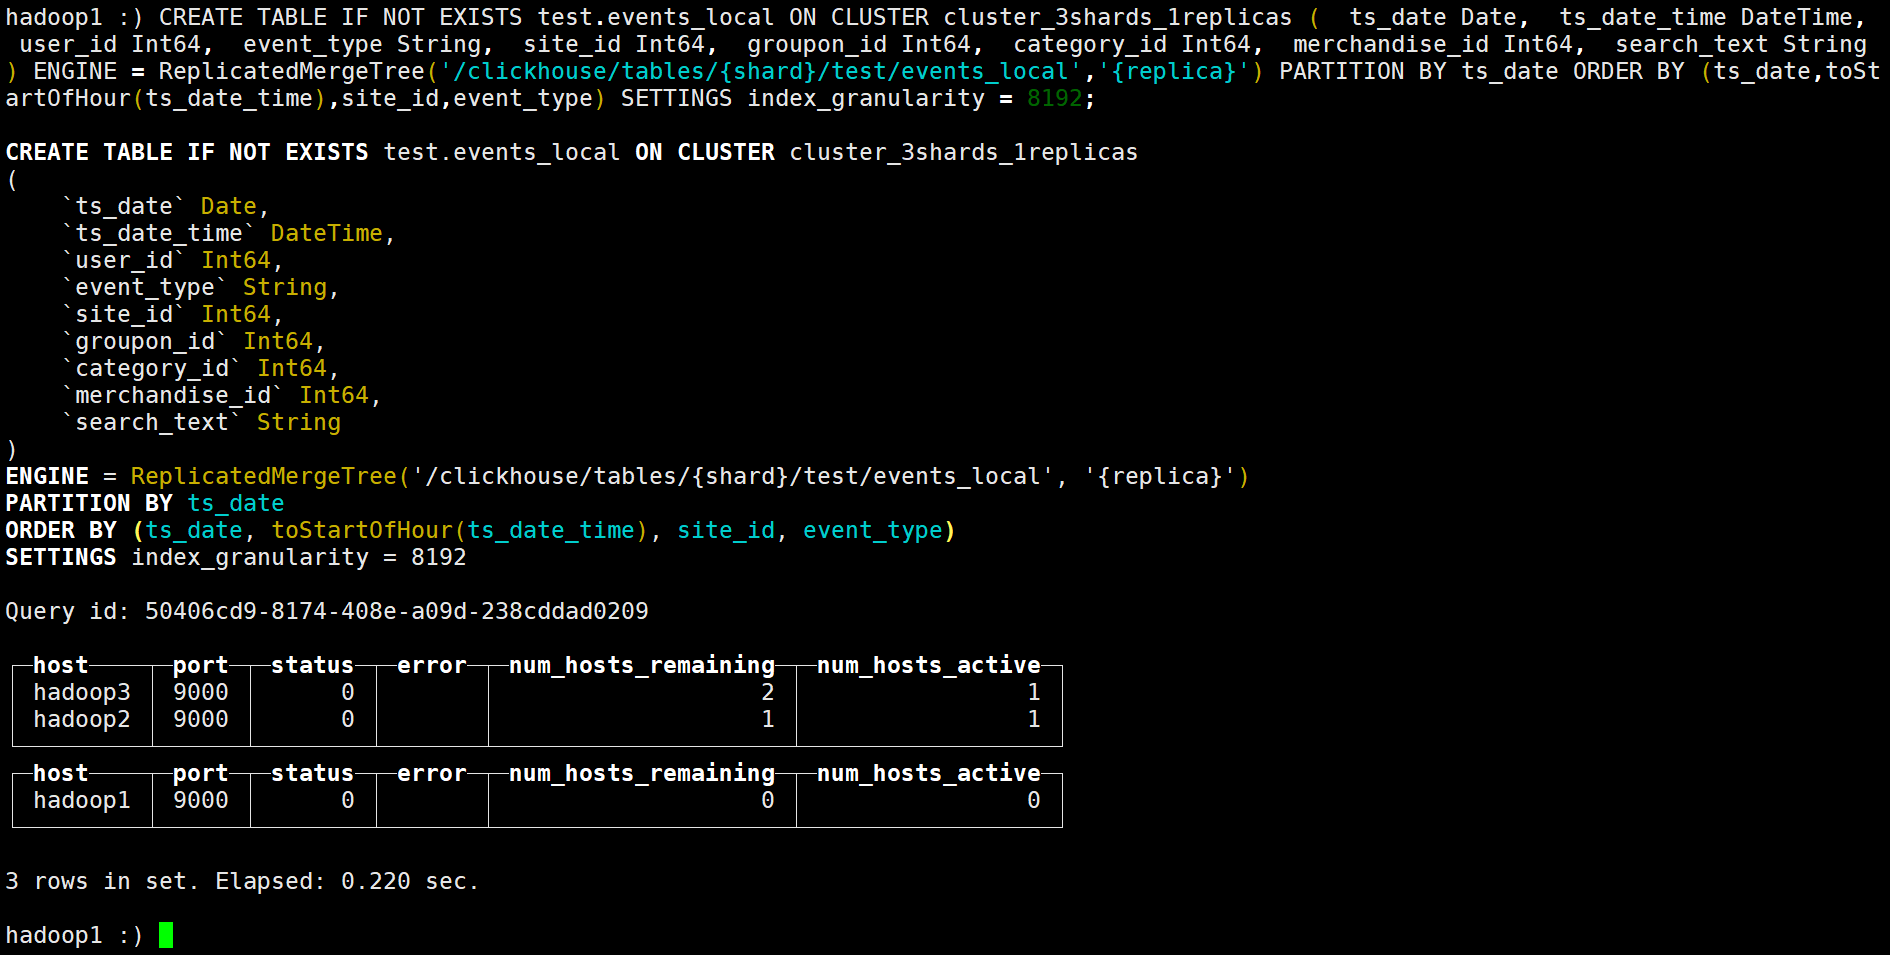 hadoop1 :) CREATE TABLE IF NOT EXISTS test.events_local ON CLUSTER cluster_3shards_1replicas (  ts_date Date,  ts_date_time DateTime,
 user_id Int64,  event_type String,  site_id Int64,  groupon_id Int64,  category_id Int64,  merchandise_id Int64,  search_text String
) ENGINE = ReplicatedMergeTree('/clickhouse/tables/{shard}/test/events_local','{replica}') PARTITION BY ts_date ORDER BY (ts_date,toSt
artOfHour(ts_date_time),site_id,event_type) SETTINGS index_granularity = 8192;
CREATE TABLE IF NOT EXISTS test.events_local ON CLUSTER cluster_3shards_1replicas
(
    `ts_date` Date,
    `ts_date_time` DateTime,
    `user_id` Int64,
    `event_type` String,
    `site_id` Int64,
    `groupon_id` Int64,
    `category_id` Int64,
    `merchandise_id` Int64,
    `search_text` String
)
ENGINE = ReplicatedMergeTree('/clickhouse/tables/{shard}/test/events_local', '{replica}')
PARTITION BY ts_date
ORDER BY (ts_date, toStartOfHour(ts_date_time), site_id, event_type)
SETTINGS index_granularity = 8192
Query id: 50406cd9-8174-408e-a09d-238cddad0209
host port status error num_hosts_remaining num_hosts_active
hadoop3 9000 0 2 1
hadoop2 9000 0 1 1
host port status error num_hosts_remaining num_hosts_active
hadoop1 9000 0 0 0
3 rows in set. Elapsed: 0.220 sec.
hadoop1 :)